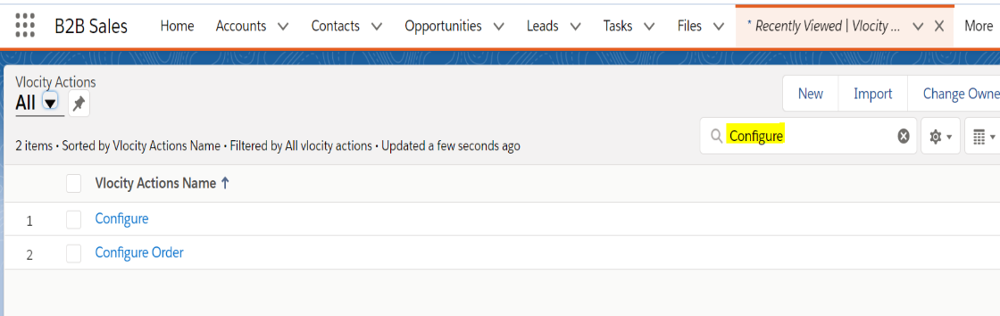 B2B Sales Home Accounts Contacts Opportunities Leads Tasks Files * Recently Viewed | Vlocity ... More
Vlocity Actions
All
New Import Change Owne
2 items • Sorted by Vlocity Actions Name • Filtered by All vlocity actions • Updated a few seconds ago
Configure
Vlocity Actions Name ↑
1 Configure
2 Configure Order